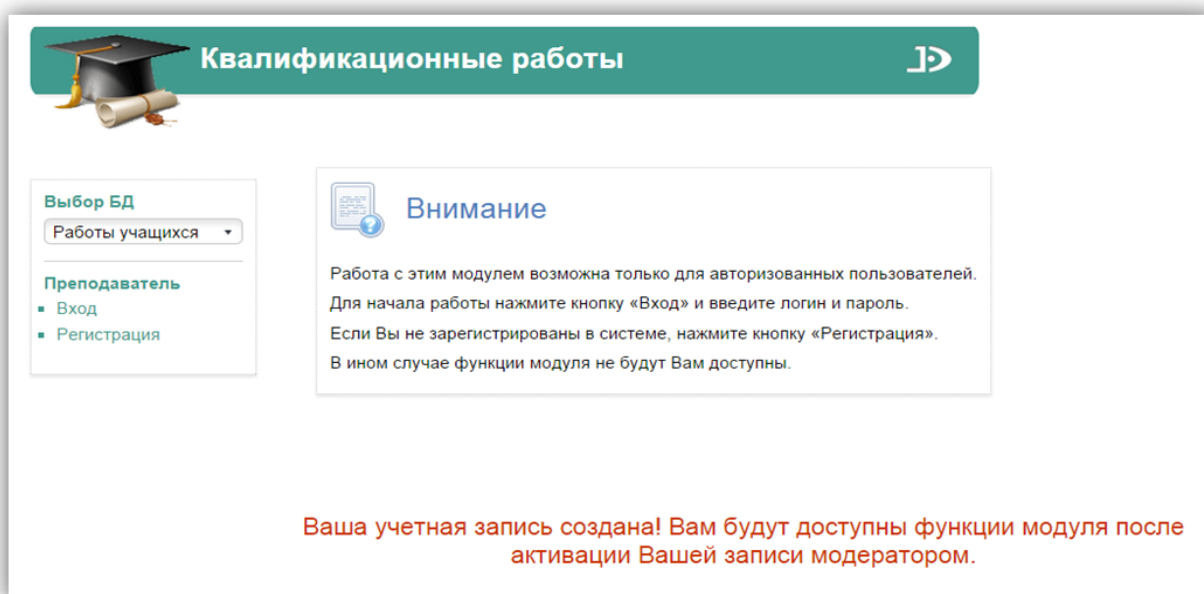 Квалификационные работы
Выбор БД
Работы учащихся
Преподаватель
Вход
Регистрация
Внимание
Работа с этим модулем возможна только для авторизованных пользователей.
Для начала работы нажмите кнопку «Вход» и введите логин и пароль.
Если Вы не зарегистрированы в системе, нажмите кнопку «Регистрация».
В ином случае функции модуля не будут Вам доступны.
Ваша учетная запись создана! Вам будут доступны функции модуля после
активации Вашей записи модератором.